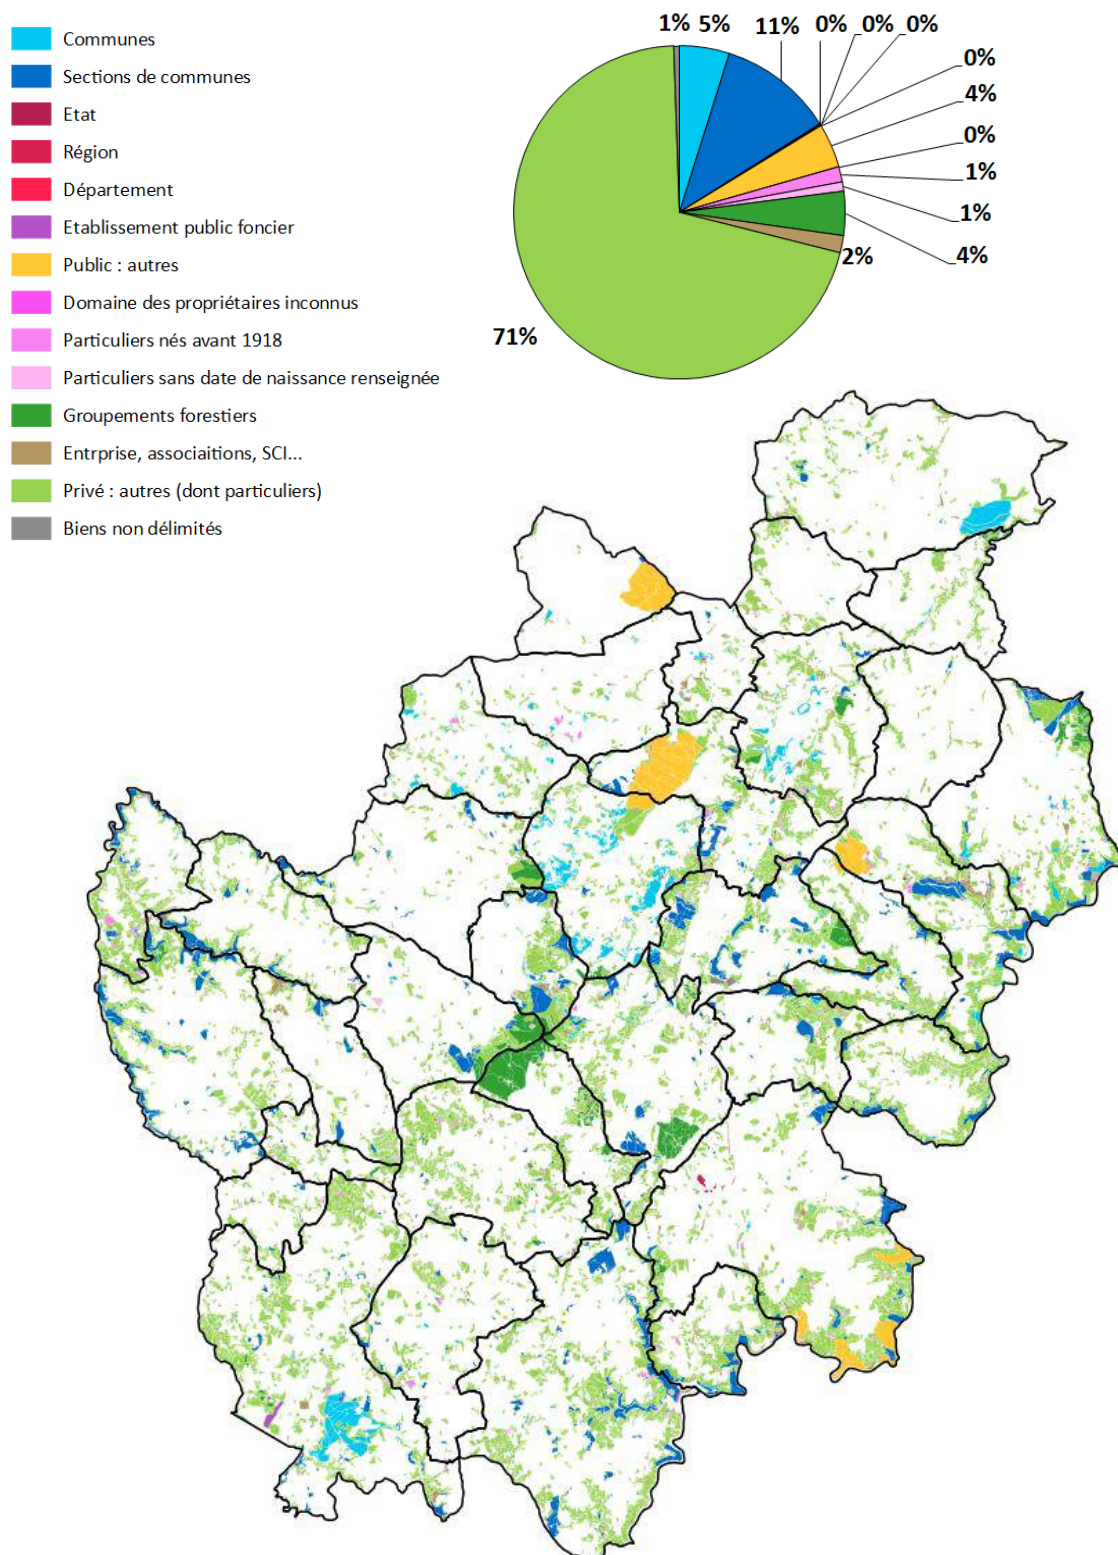 Communes
Sections de communes
Etat
Région
Département
Etablissement public foncier
Public : autres
Domaine des propriétaires inconnus
Particuliers nés avant 1918
Particuliers sans date de naissance renseignée
Groupements forestiers
Entrprise, associaitions, SCI...
Privé : autres (dont particuliers)
Biens non délimités
1% 5% 11% 0% 0% 0%
0%
4%
0%
1%
1%
4%
2%
71%